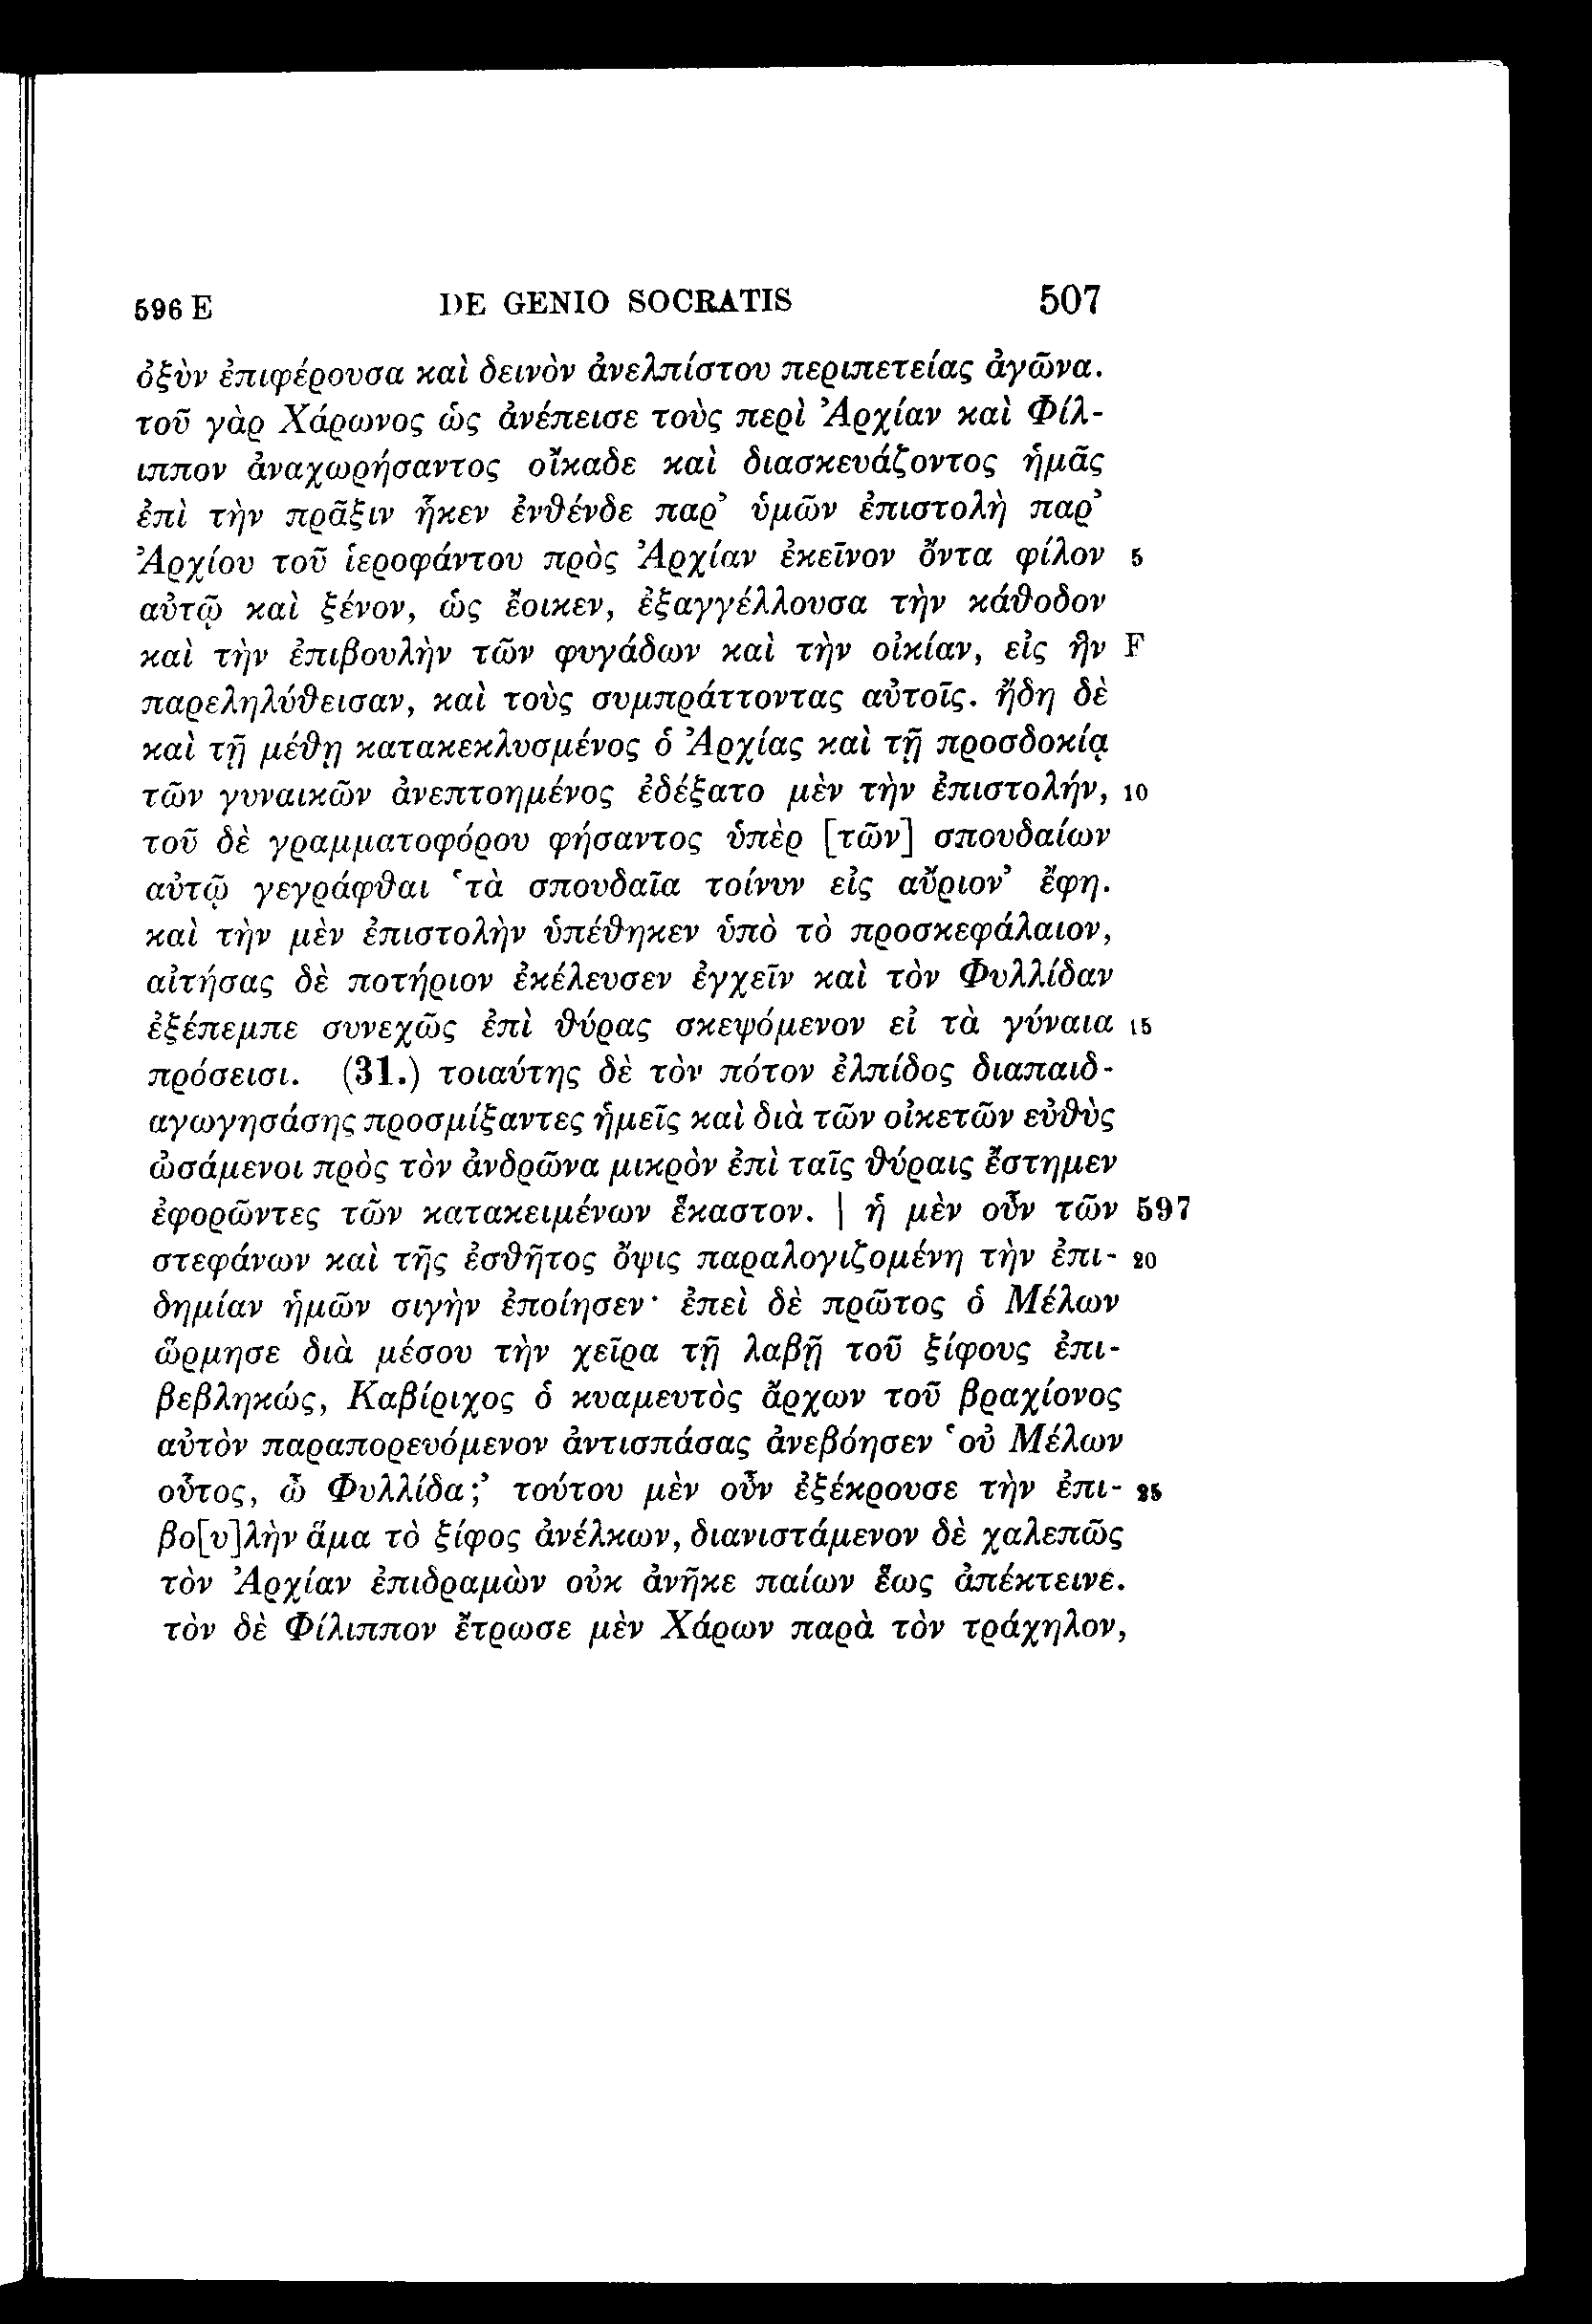 596 E DE GENIO SOCRATIS 507
ὀξὺν ἐπιφέρουσα καὶ δεινὸν ἀνελπίστου περιπετείας ἀγῶνα.
τοῦ γὰρ Χάρωνος ὡς ἀνέπεισε τοὺς περὶ Ἀρχίαν καὶ Φίλ-
ιππον ἀναχωρήσαντος οἴκαδε καὶ διασκευάζοντος ἡμᾶς
ἐπὶ τὴν πρᾶξιν ἧκεν ἐνθένδε παρ’ ὑμῶν ἐπιστολὴ παρ’
Ἀρχίου τοῦ ἱεροφάντου πρὸς Ἀρχίαν ἐκεῖνον ὄντα φίλον 5
αὐτῷ καὶ ξένον, ὡς ἔοικεν, ἐξαγγέλλουσα τὴν κάθοδον
καὶ τὴν ἐπιβουλὴν τῶν φυγάδων καὶ τὴν οἰκίαν, εἰς ἣν F
παρεληλύθεισαν, καὶ τοὺς συμπράττοντας αὐτοῖς. ἤδη δὲ
καὶ τῇ μέθῃ κατακεκλυσμένος ὁ Ἀρχίας καὶ τῇ προσδοκίᾳ
τῶν γυναικῶν ἀνεπτοημένος ἐδέξατο μὲν τὴν ἐπιστολήν, 10
τοῦ δὲ γραμματοφόρου φήσαντος ὑπὲρ [τῶν] σπουδαίων
αὐτῷ γεγράφθαι ‘τὰ σπουδαῖα τοίνυν εἰς αὔριον’ ἔφη.
καὶ τὴν μὲν ἐπιστολὴν ὑπέθηκεν ὑπὸ τὸ προσκεφάλαιον,
αἰτήσας δὲ ποτήριον ἐκέλευσεν ἐγχεῖν καὶ τὸν Φυλλίδαν
ἐξέπεμπε συνεχῶς ἐπὶ θύρας σκεψόμενον εἰ τὰ γύναια 15
πρόσεισι. (31.) τοιαύτης δὲ τὸν πότον ἐλπίδος διαπαιδ-
αγωγησάσης προσμίξαντες ἡμεῖς καὶ διὰ τῶν οἰκετῶν εὐθὺς
ὠσάμενοι πρὸς τὸν ἀνδρῶνα μικρὸν ἐπὶ ταῖς θύραις ἔστημεν
ἐφορῶντες τῶν κατακειμένων ἕκαστον. | ἡ μὲν οὖν τῶν 597
στεφάνων καὶ τῆς ἐσθῆτος ὄψις παραλογιζομένη τὴν ἐπι- 20
δημίαν ἡμῶν σιγὴν ἐποίησεν· ἐπεὶ δὲ πρῶτος ὁ Μέλων
ὥρμησε διὰ μέσου τὴν χεῖρα τῇ λαβῇ τοῦ ξίφους ἐπι-
βεβληκώς, Καβίριχος ὁ κυαμευτὸς ἄρχων τοῦ βραχίονος
αὐτὸν παραπορευόμενον ἀντισπάσας ἀνεβόησεν ‘οὐ Μέλων
οὗτος, ὦ Φυλλίδα;’ τούτου μὲν οὖν ἐξέκρουσε τὴν ἐπι- 25
βο[υ]λὴν ἅμα τὸ ξίφος ἀνέλκων, διανιστάμενον δὲ χαλεπῶς
τὸν Ἀρχίαν ἐπιδραμὼν οὐκ ἀνῆκε παίων ἕως ἀπέκτεινε.
τὸν δὲ Φίλιππον ἔτρωσε μὲν Χάρων παρὰ τὸν τράχηλον,